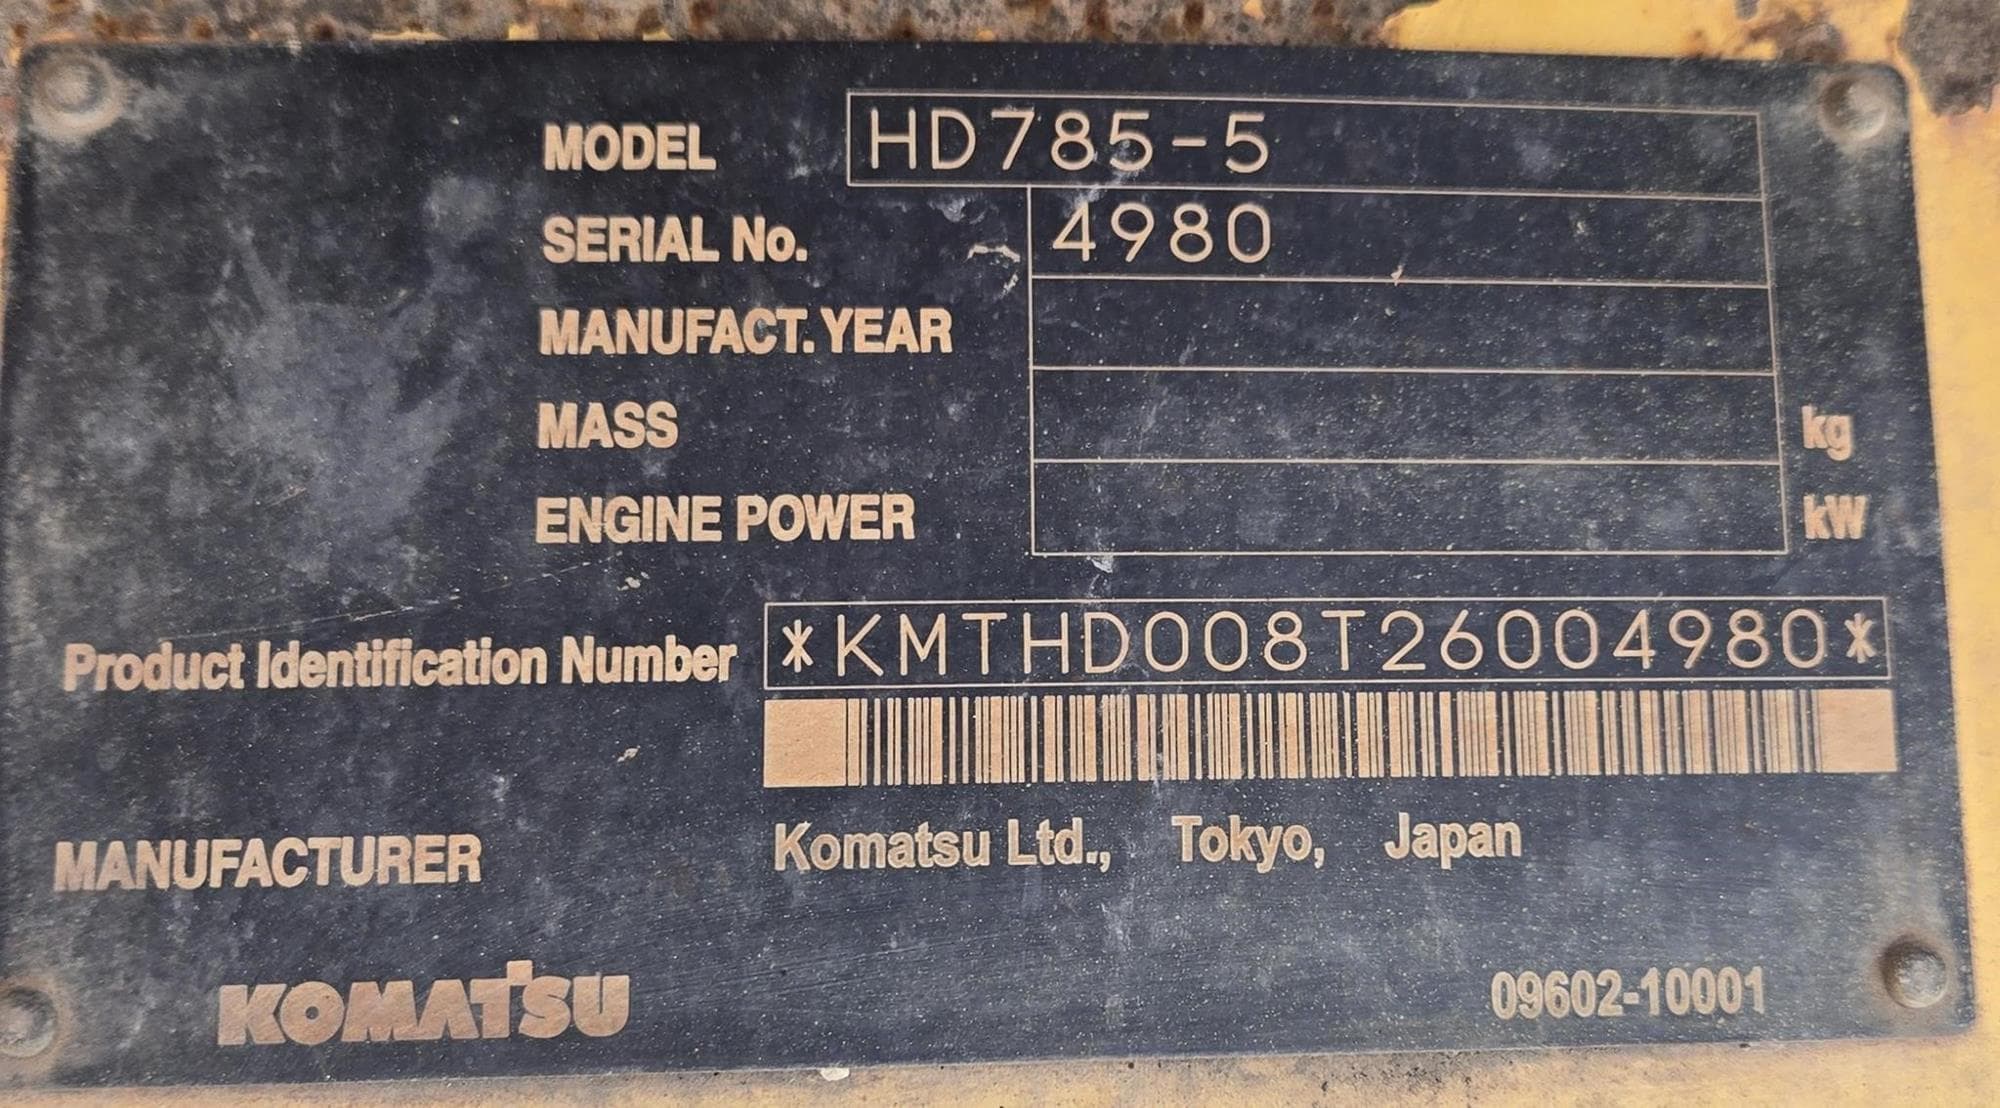 MODEL HD785-5
SERIAL No. 4980
MANUFACT. YEAR
MASS kg
ENGINE POWER kW
Product Identification Number *KMTHD008T26004980*
MANUFACTURER Komatsu Ltd., Tokyo, Japan
KOMATSU 09602-10001